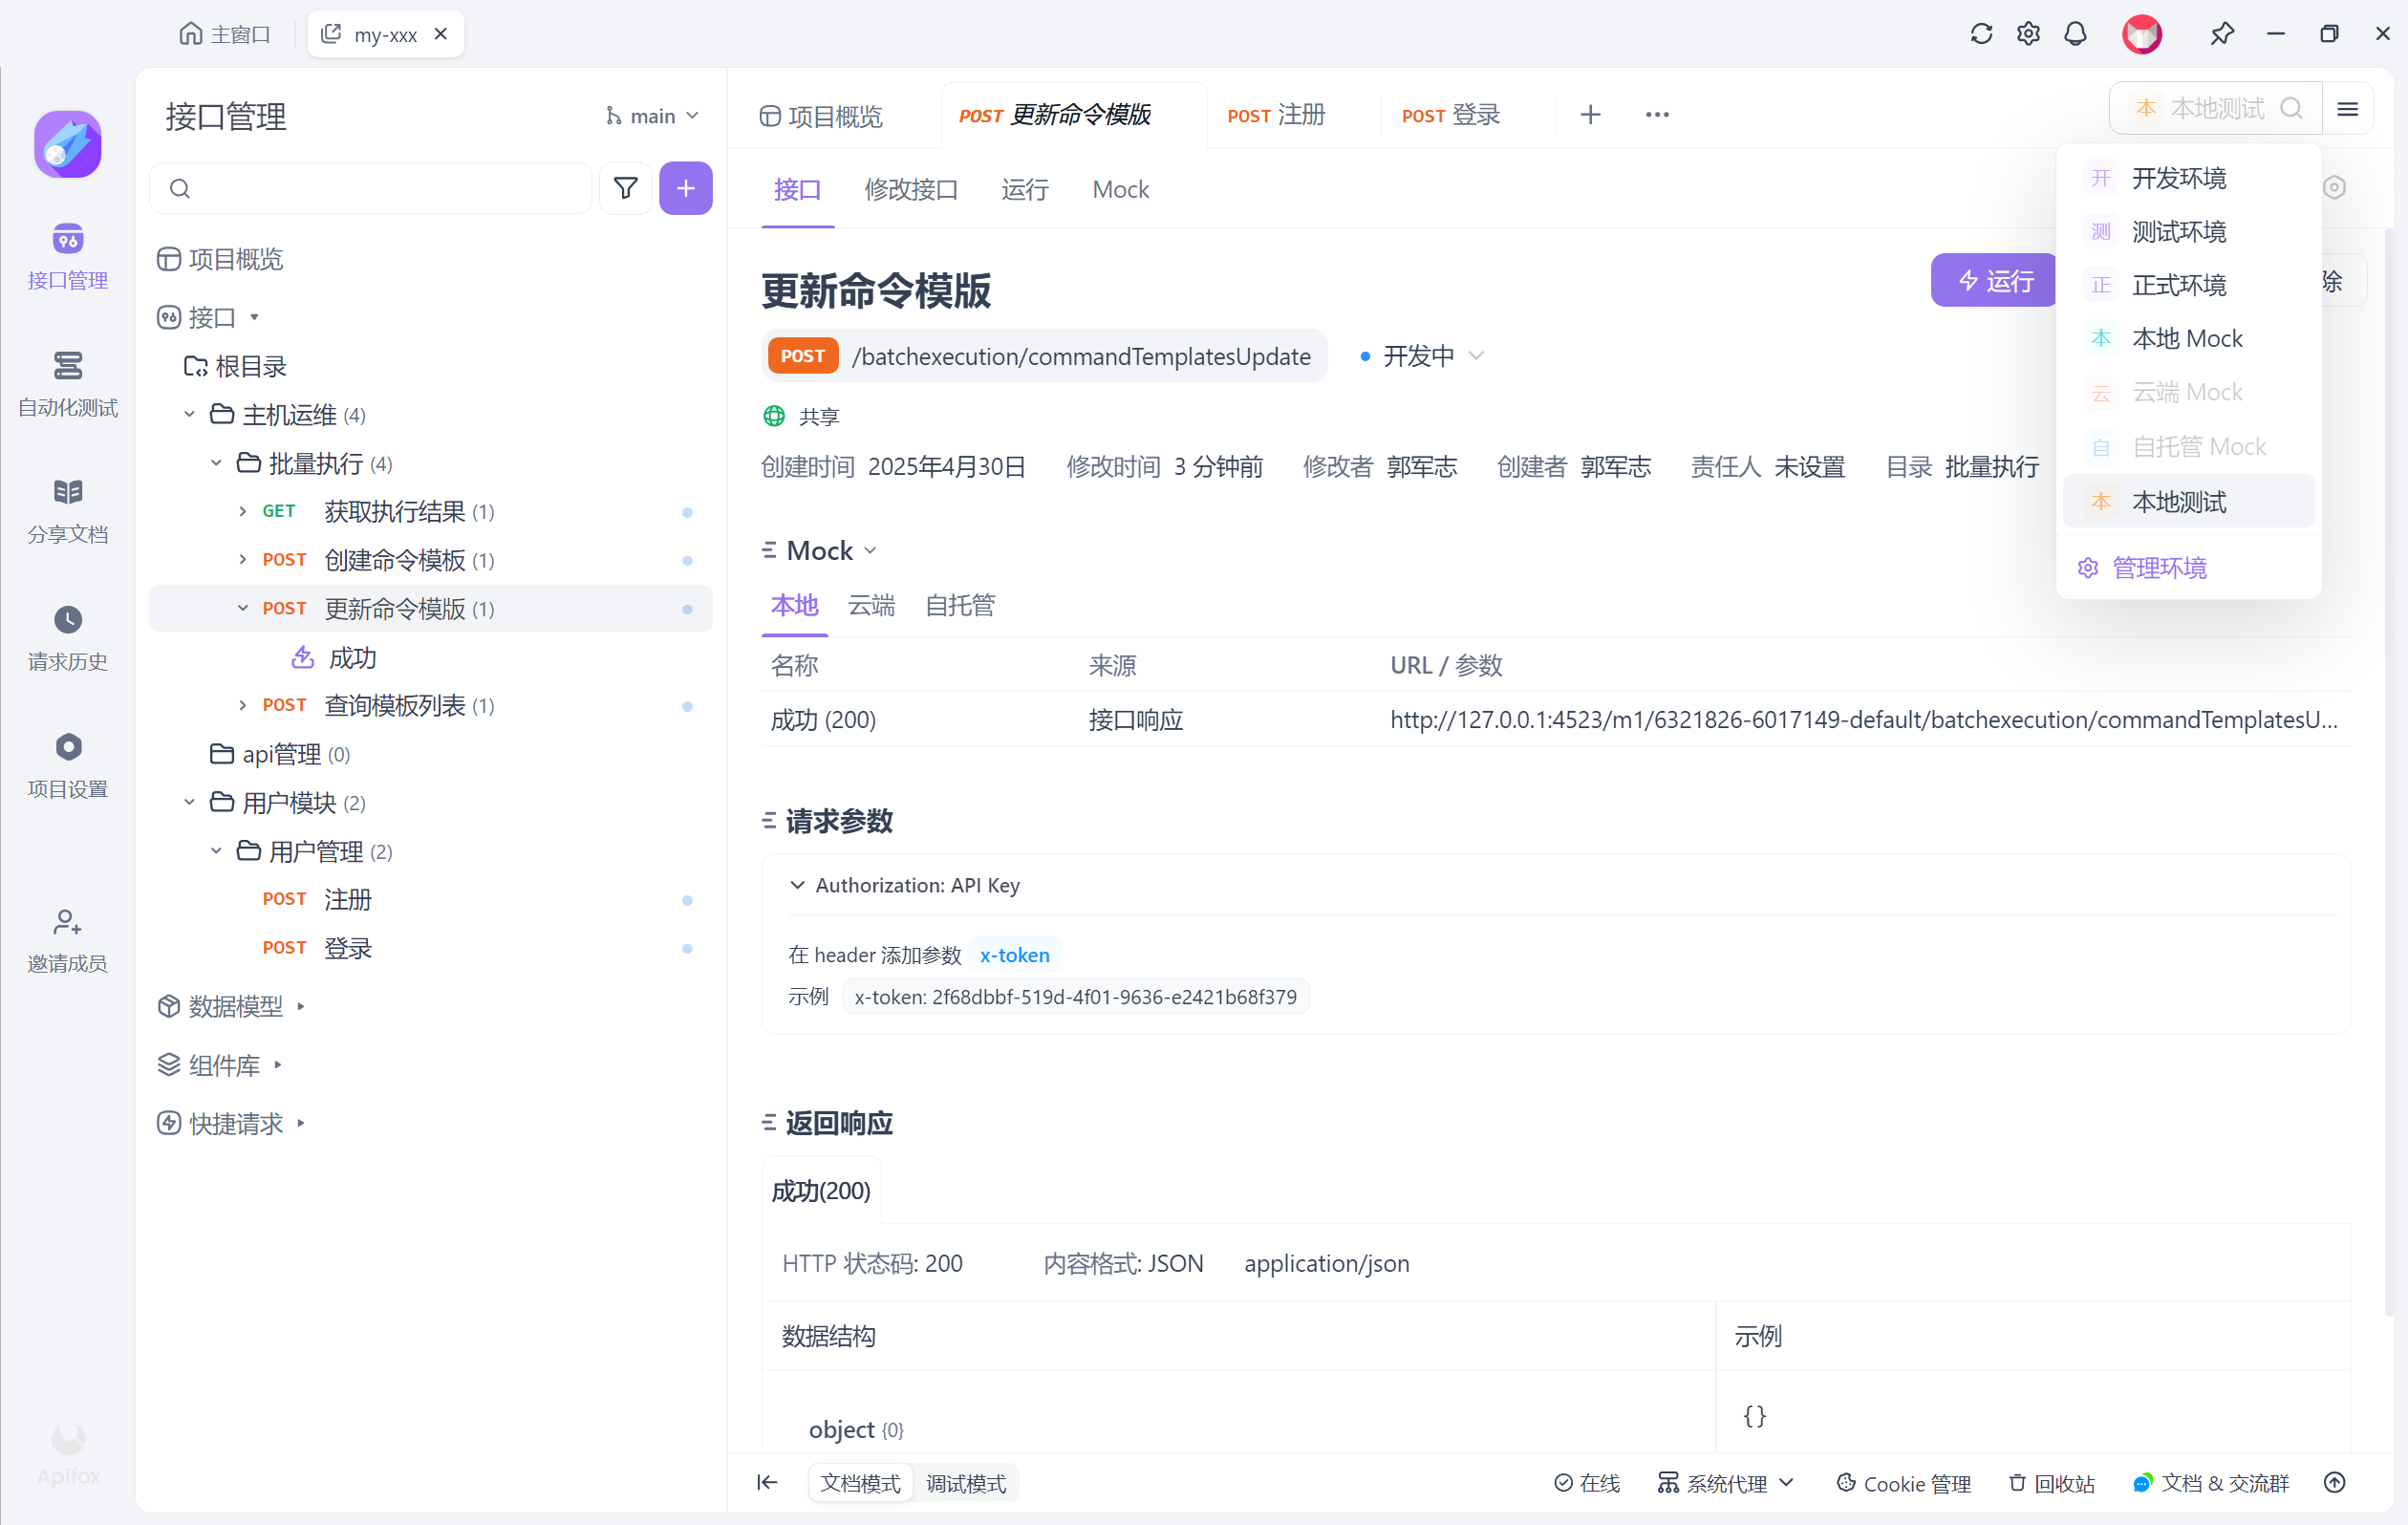 主窗口
my-xxx
接口管理
main
项目概览
POST 更新命令模版
POST 注册
POST 登录
本 本地测试
接口管理
自动化测试
分享文档
请求历史
项目设置
邀请成员
Apifox
项目概览
接口
根目录
主机运维 (4)
批量执行 (4)
GET 获取执行结果 (1)
POST 创建命令模板 (1)
POST 更新命令模版 (1)
成功
POST 查询模板列表 (1)
api管理 (0)
用户模块 (2)
用户管理 (2)
POST 注册
POST 登录
数据模型
组件库
快捷请求
接口 修改接口 运行 Mock
更新命令模版
运行
除
POST /batchexecution/commandTemplatesUpdate
开发中
共享
创建时间 2025年4月30日 修改时间 3 分钟前 修改者 郭军志 创建者 郭军志 责任人 未设置 目录 批量执行
开 开发环境
测 测试环境
正 正式环境
本 本地 Mock
云 云端 Mock
自 自托管 Mock
本 本地测试
管理环境
Mock
本地 云端 自托管
名称 来源 URL / 参数
成功 (200) 接口响应 http://127.0.0.1:4523/m1/6321826-6017149-default/batchexecution/commandTemplatesU...
请求参数
Authorization: API Key
在 header 添加参数 x-token
示例 x-token: 2f68dbbf-519d-4f01-9636-e2421b68f379
返回响应
成功(200)
HTTP 状态码: 200 内容格式: JSON application/json
数据结构 示例
object {0}
{}
文档模式 调试模式
在线 系统代理 Cookie 管理 回收站 文档 & 交流群